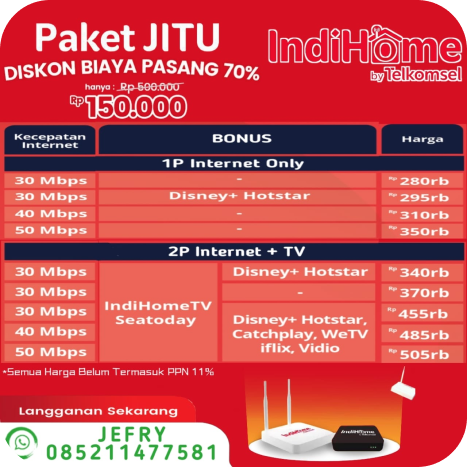 Paket JITU
DISKON BIAYA PASANG 70%
hanya : Rp 500.000
Rp 150.000
IndiHome
by Telkomsel
Kecepatan Internet BONUS Harga
1P Internet Only
30 Mbps - Rp 280rb
30 Mbps Disney+ Hotstar Rp 295rb
40 Mbps - Rp 310rb
50 Mbps - Rp 350rb
2P Internet + TV
30 Mbps IndiHomeTV Seatoday Disney+ Hotstar Rp 340rb
30 Mbps - Rp 370rb
30 Mbps Disney+ Hotstar, Rp 455rb
40 Mbps Catchplay, WeTV Rp 485rb
50 Mbps iflix, Vidio Rp 505rb
*Semua Harga Belum Termasuk PPN 11%
Langganan Sekarang
JEFRY
085211477581
IndiHome
IndiHome